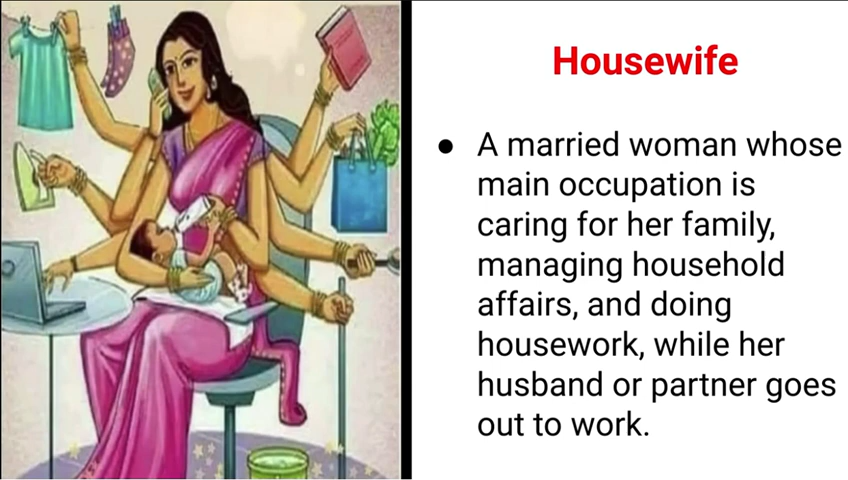 Housewife
● A married woman whose
main occupation is
caring for her family,
managing household
affairs, and doing
housework, while her
husband or partner goes
out to work.